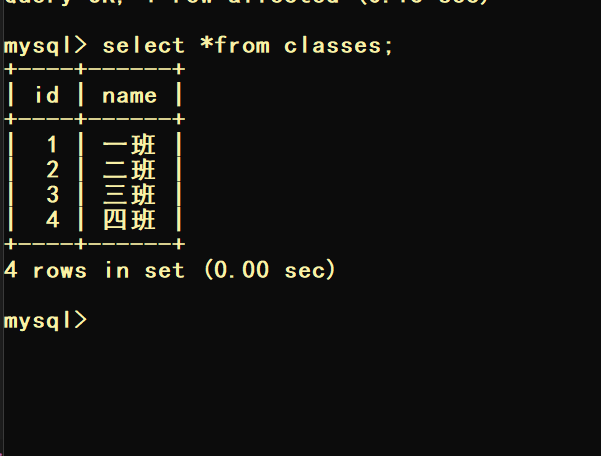 mysql> select *from classes;
+----+------+
| id | name |
+----+------+
| 1 | 一班 |
| 2 | 二班 |
| 3 | 三班 |
| 4 | 四班 |
+----+------+
4 rows in set (0.00 sec)
mysql>